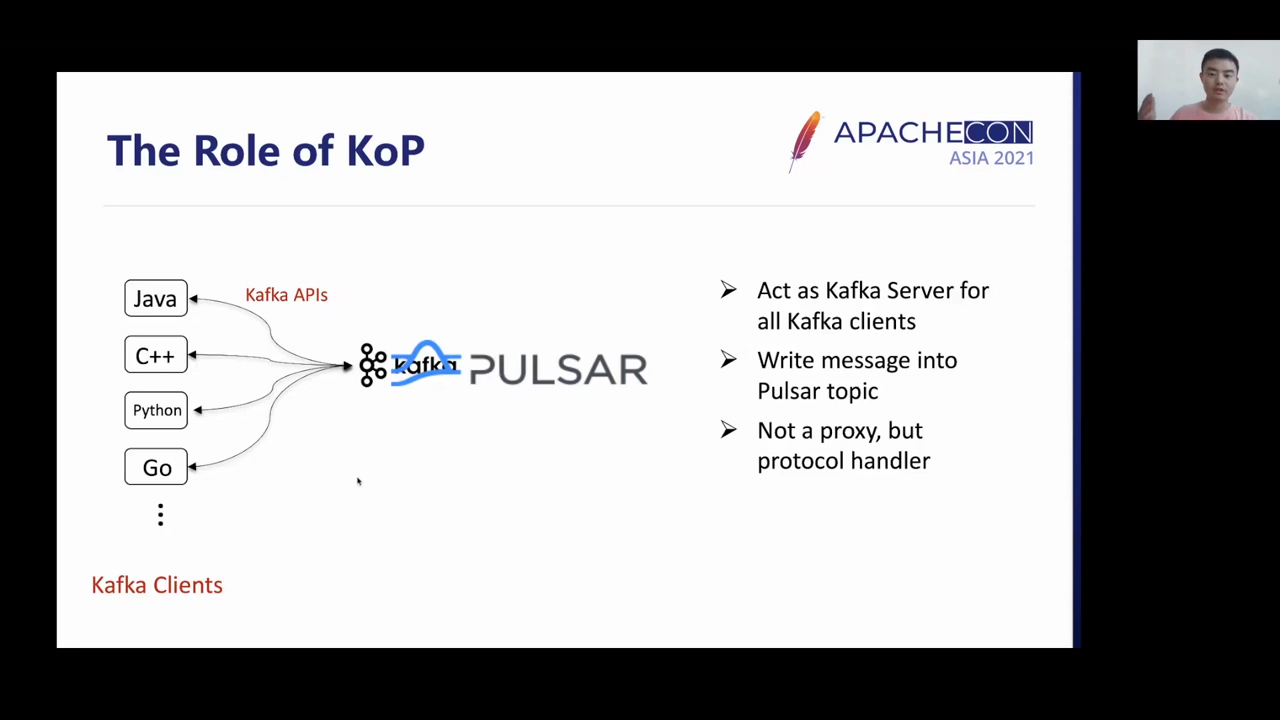 The Role of KoP
APACHECON
ASIA 2021
Java
Kafka APIs
C++
kafka PULSAR
Python
Go
Kafka Clients
Act as Kafka Server for
all Kafka clients
Write message into
Pulsar topic
Not a proxy, but
protocol handler